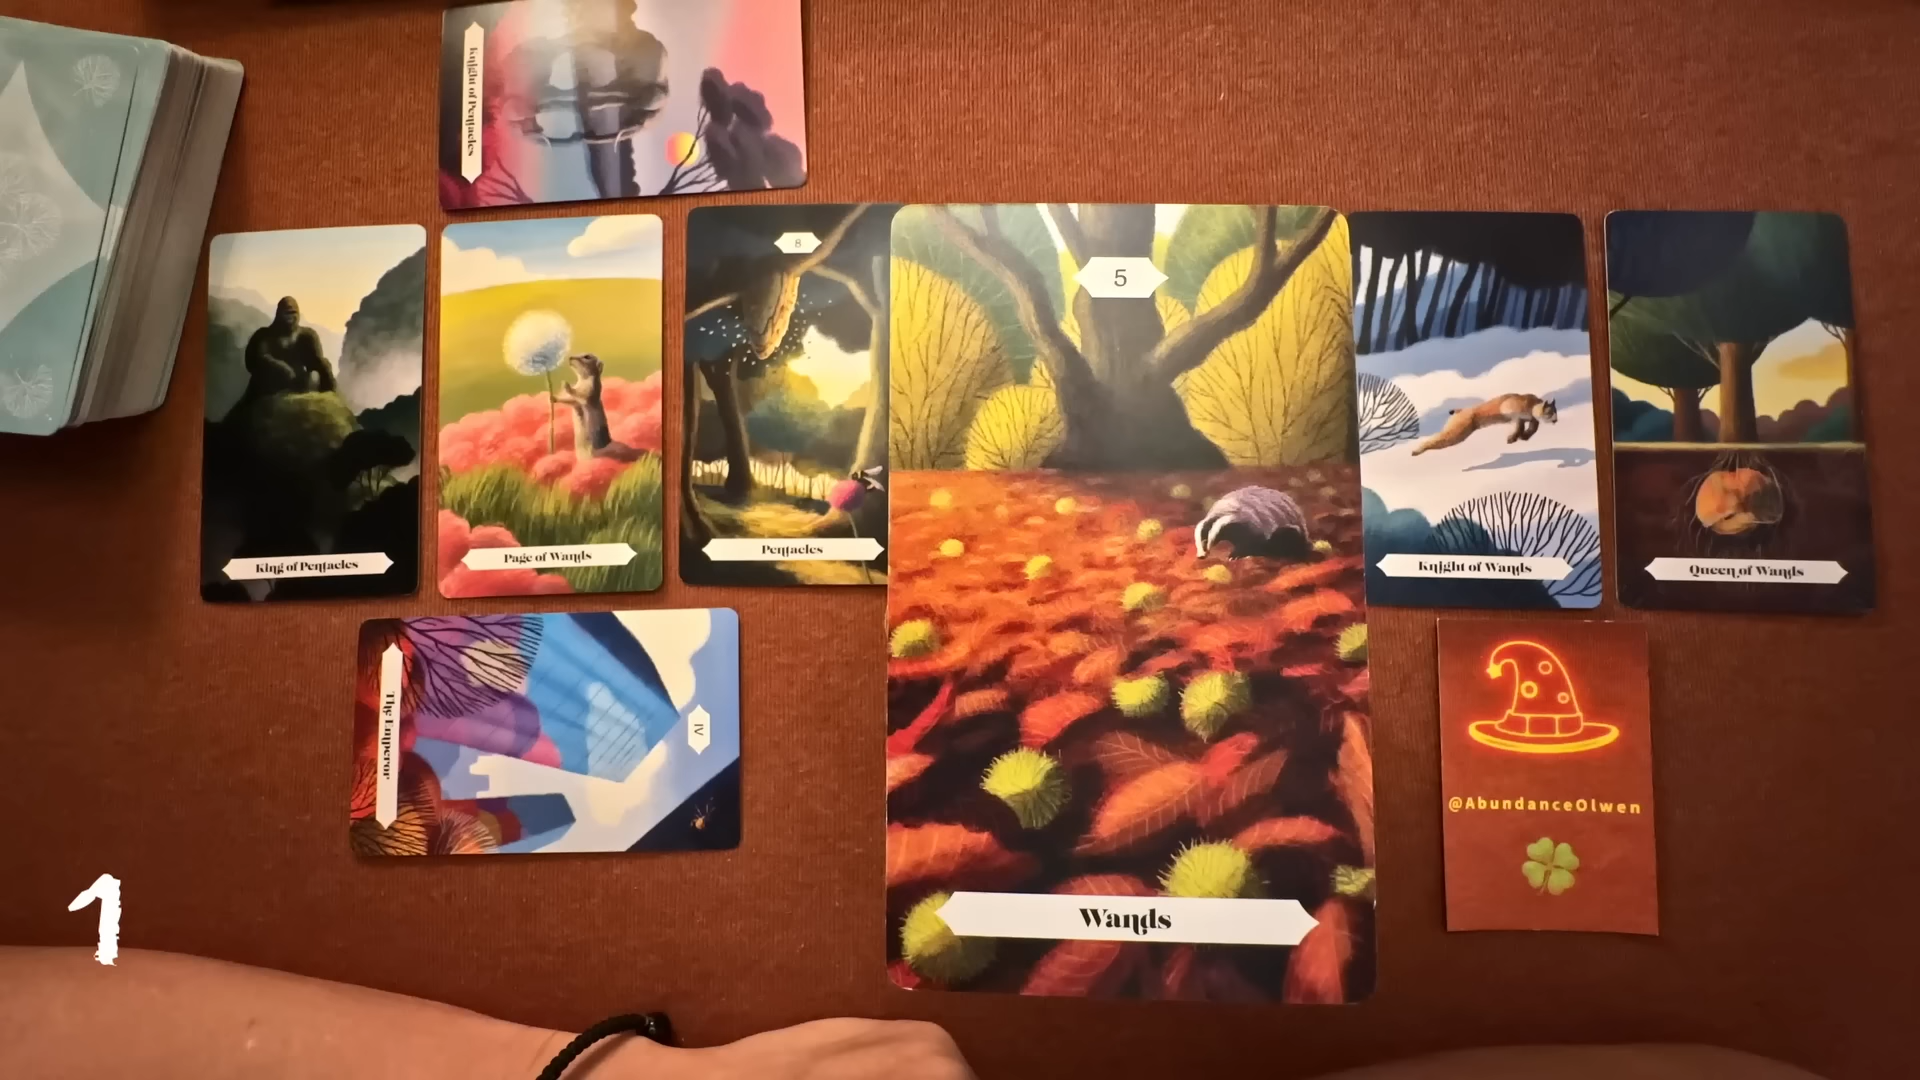 Knight of Pentacles
8
5
King of Pentacles
Page of Wands
Pentacles
Knight of Wands
Queen of Wands
The Emperor
IV
@AbundanceOlwen
Wands
1